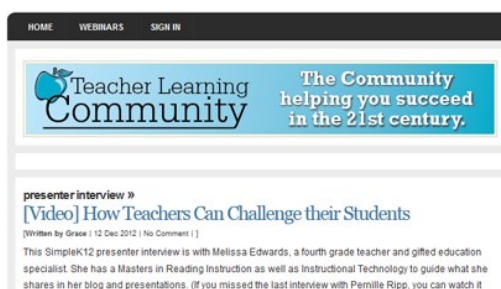 HOME WEBINARS SIGN IN
Teacher Learning
Community
The Community
helping you succeed
in the 21st century.
presenter interview »
[Video] How Teachers Can Challenge their Students
[Written by Grace | 12 Dec 2012 | No Comment | ]
This SimpleK12 presenter interview is with Melissa Edwards, a fourth grade teacher and gifted education
specialist. She has a Masters in Reading Instruction as well as Instructional Technology to guide what she
shares in her blog and presentations. (If you missed the last interview with Pernille Ripp, you can watch it